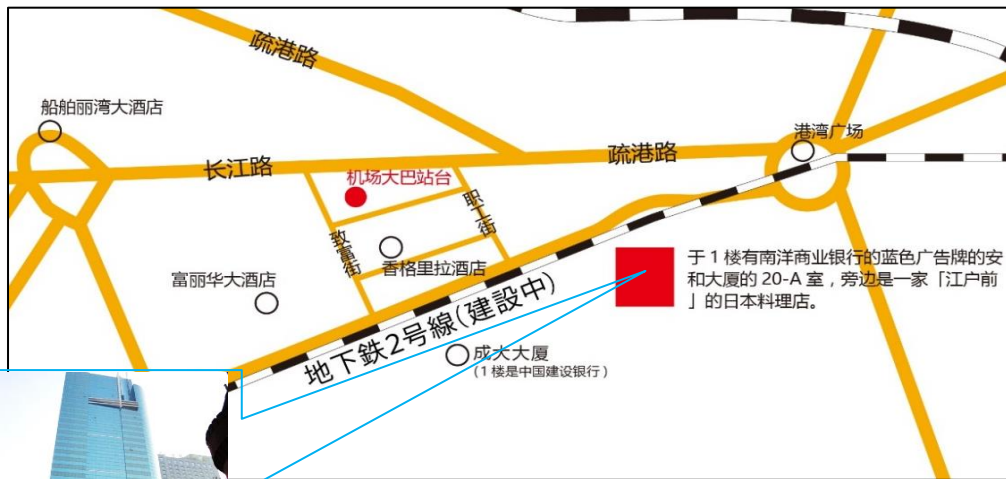 疏港路
船舶丽湾大酒店
港湾广场
长江路
疏港路
机场大巴站台
职工街
致富街
香格里拉酒店
富丽华大酒店
于 1 楼有南洋商业银行的蓝色广告牌的安
和大厦的 20-A 室，旁边是一家「江户前
」的日本料理店。
地下鉄2号線(建設中)
成大大厦
(1 楼是中国建设银行)